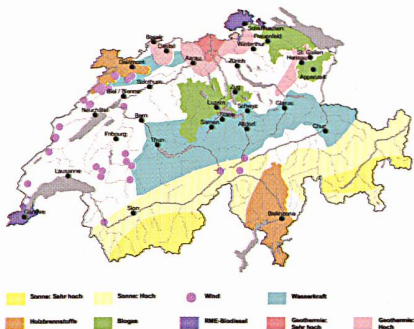 Schaffhausen
Basel
Frauenfeld
Liestal
Winterthur
Delémont
Aarau
Zürich
St. Gallen
Herisau
Appenzell
Solothurn
Biel / Bienne
Zug
Luzern
Schwyz
Glarus
Neuchâtel
Bern
Stans
Sarnen
Altdorf
Chur
Fribourg
Thun
Lausanne
Sion
Bellinzona
Genève
Sonne: Sehr hoch
Sonne: Hoch
Wind
Wasserkraft
Holzbrennstoffe
Biogas
RME-Biodiesel
Geothermie: Sehr hoch
Geothermie: Hoch